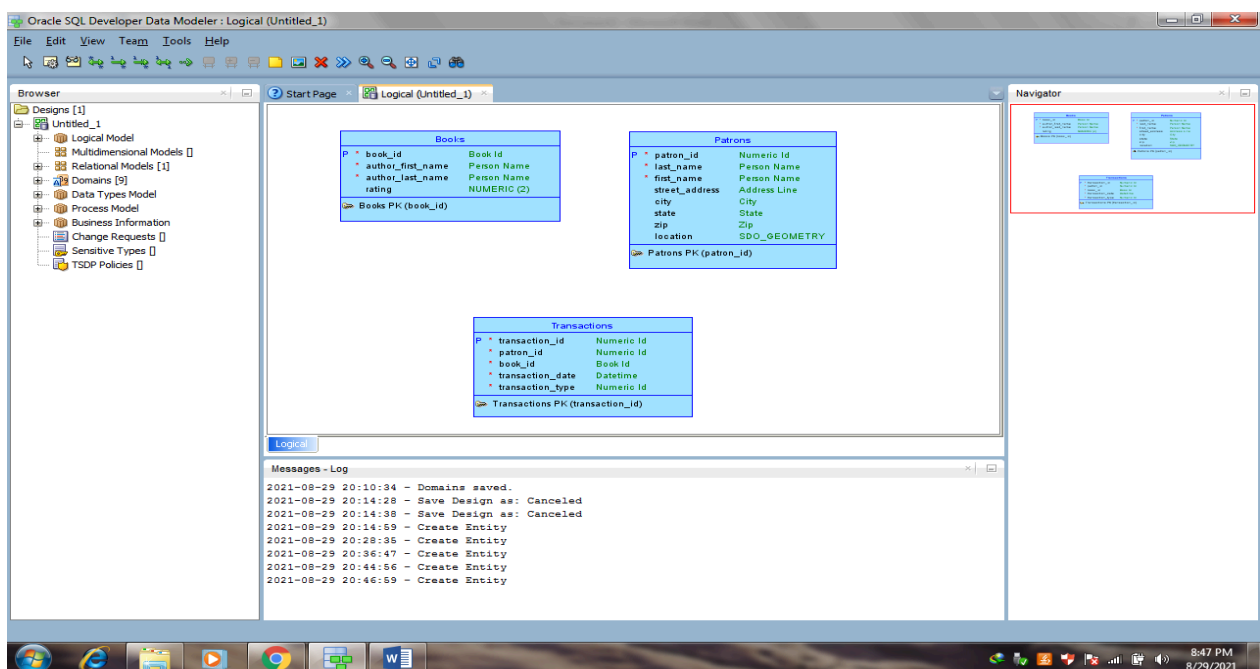 Oracle SQL Developer Data Modeler : Logical (Untitled_1)
File Edit View Team Tools Help
Browser
Designs [1]
Untitled_1
Logical Model
Multidimensional Models []
Relational Models [1]
Domains [9]
Data Types Model
Process Model
Business Information
Change Requests []
Sensitive Types []
TSDP Policies []
Start Page
Logical (Untitled_1)
Books
P * book_id Book Id
* author_first_name Person Name
* author_last_name Person Name
rating NUMERIC (2)
Books PK (book_id)
Patrons
P * patron_id Numeric Id
* last_name Person Name
* first_name Person Name
street_address Address Line
city City
state State
zip Zip
location SDO_GEOMETRY
Patrons PK (patron_id)
Transactions
P * transaction_id Numeric Id
* patron_id Numeric Id
* book_id Book Id
* transaction_date Datetime
* transaction_type Numeric Id
Transactions PK (transaction_id)
Logical
Messages - Log
2021-08-29 20:10:34 - Domains saved.
2021-08-29 20:14:28 - Save Design as: Canceled
2021-08-29 20:14:38 - Save Design as: Canceled
2021-08-29 20:14:59 - Create Entity
2021-08-29 20:28:35 - Create Entity
2021-08-29 20:36:47 - Create Entity
2021-08-29 20:44:56 - Create Entity
2021-08-29 20:46:59 - Create Entity
Navigator
8:47 PM
8/29/2021